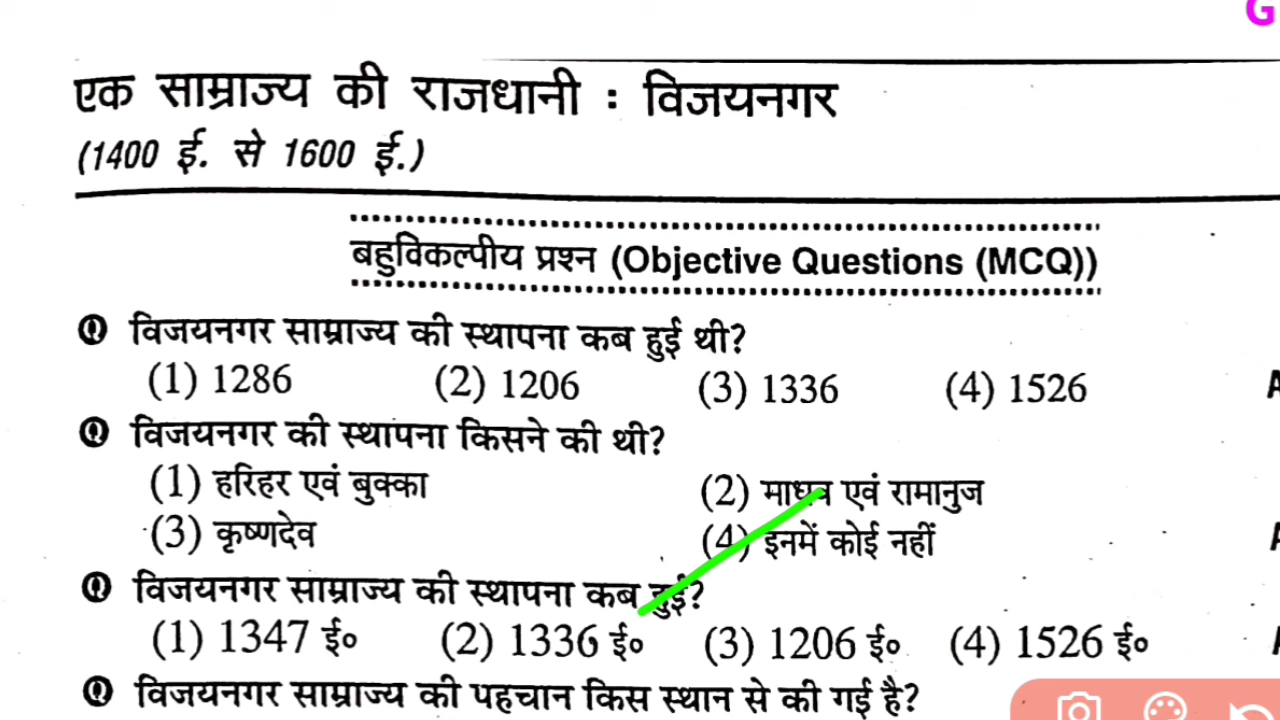 G
एक साम्राज्य की राजधानी : विजयनगर
(1400 ई. से 1600 ई.)
बहुविकल्पीय प्रश्न (Objective Questions (MCQ))
Q विजयनगर साम्राज्य की स्थापना कब हुई थी?
(1) 1286 (2) 1206 (3) 1336 (4) 1526
Q विजयनगर की स्थापना किसने की थी?
(1) हरिहर एवं बुक्का (2) माधव एवं रामानुज
(3) कृष्णदेव (4) इनमें कोई नहीं
Q विजयनगर साम्राज्य की स्थापना कब हुई?
(1) 1347 ई० (2) 1336 ई० (3) 1206 ई० (4) 1526 ई०
Q विजयनगर साम्राज्य की पहचान किस स्थान से की गई है?